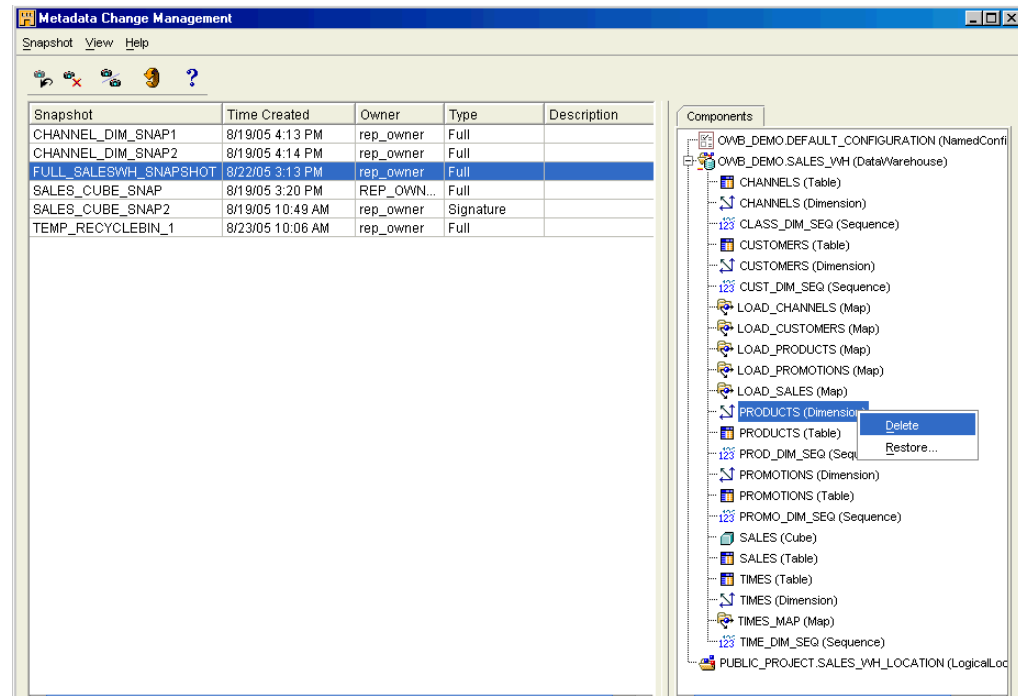 Metadata Change Management
Snapshot View Help
Snapshot Time Created Owner Type Description
CHANNEL_DIM_SNAP1 8/19/05 4:13 PM rep_owner Full
CHANNEL_DIM_SNAP2 8/19/05 4:14 PM rep_owner Full
FULL_SALESWH_SNAPSHOT 8/22/05 3:13 PM rep_owner Full
SALES_CUBE_SNAP 8/19/05 3:20 PM REP_OWN... Full
SALES_CUBE_SNAP2 8/19/05 10:49 AM rep_owner Signature
TEMP_RECYCLEBIN_1 8/23/05 10:06 AM rep_owner Full
Components
OWB_DEMO.DEFAULT_CONFIGURATION (NamedConfi
OWB_DEMO.SALES_WH (DataWarehouse)
CHANNELS (Table)
CHANNELS (Dimension)
123 CLASS_DIM_SEQ (Sequence)
CUSTOMERS (Table)
CUSTOMERS (Dimension)
123 CUST_DIM_SEQ (Sequence)
LOAD_CHANNELS (Map)
LOAD_CUSTOMERS (Map)
LOAD_PRODUCTS (Map)
LOAD_PROMOTIONS (Map)
LOAD_SALES (Map)
PRODUCTS (Dimension)
Delete
PRODUCTS (Table)
Restore...
123 PROD_DIM_SEQ (Sequ
PROMOTIONS (Dimension)
PROMOTIONS (Table)
123 PROMO_DIM_SEQ (Sequence)
SALES (Cube)
SALES (Table)
TIMES (Table)
TIMES (Dimension)
TIMES_MAP (Map)
123 TIME_DIM_SEQ (Sequence)
PUBLIC_PROJECT.SALES_WH_LOCATION (LogicalLoc